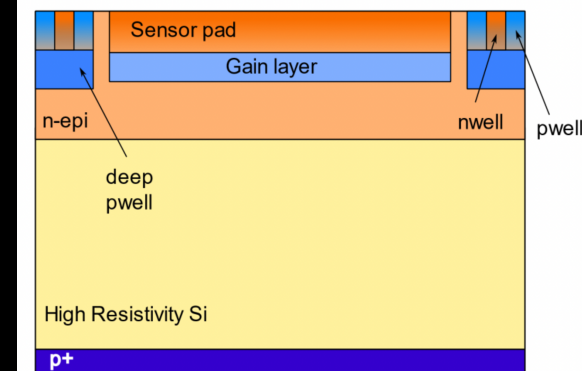 Sensor pad
Gain layer
n-epi
nwell
pwell
deep
pwell
High Resistivity Si
p+